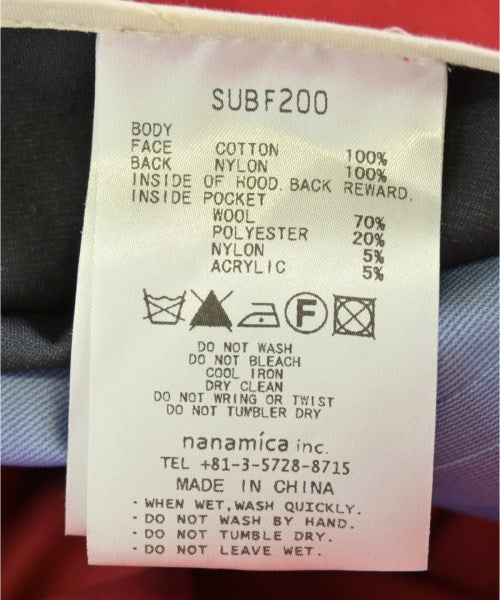 SUBF200
BODY
FACE COTTON 100%
BACK NYLON 100%
INSIDE OF HOOD. BACK REWARD.
INSIDE POCKET
WOOL 70%
POLYESTER 20%
NYLON 5%
ACRYLIC 5%
F
DO NOT WASH
DO NOT BLEACH
COOL IRON
DRY CLEAN
DO NOT WRING OR TWIST
DO NOT TUMBLER DRY
nanamica inc.
TEL +81-3-5728-8715
MADE IN CHINA
・WHEN WET,WASH QUICKLY.
・DO NOT WASH BY HAND.
・DO NOT TUMBLE DRY.
・DO NOT LEAVE WET.